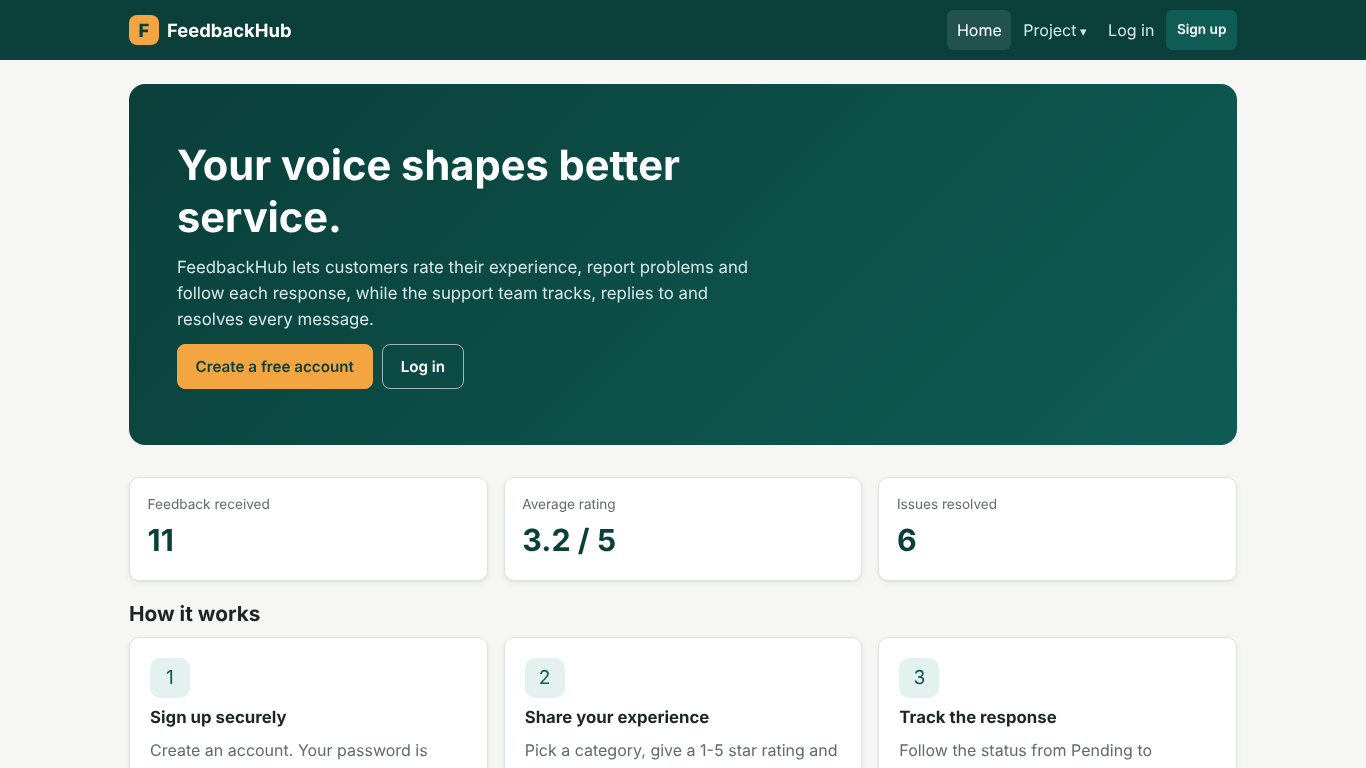 F FeedbackHub
Home Project ▾ Log in Sign up
Your voice shapes better
service.
FeedbackHub lets customers rate their experience, report problems and
follow each response, while the support team tracks, replies to and
resolves every message.
Create a free account Log in
Feedback received
11
Average rating
3.2 / 5
Issues resolved
6
How it works
1
Sign up securely
Create an account. Your password is
2
Share your experience
Pick a category, give a 1-5 star rating and
3
Track the response
Follow the status from Pending to